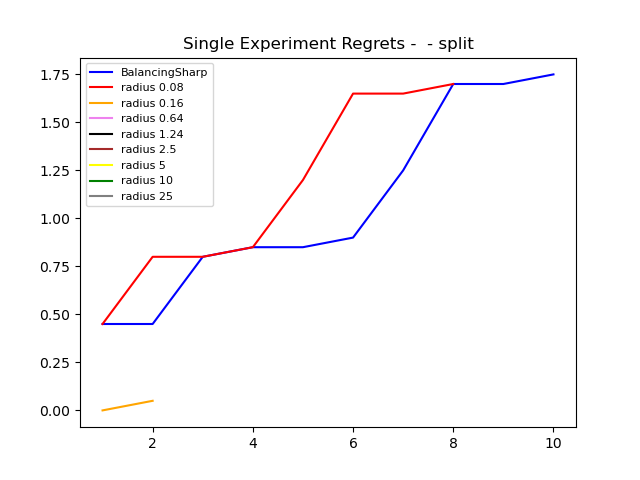 Single Experiment Regrets -  - split
BalancingSharp
radius 0.08
radius 0.16
radius 0.64
radius 1.24
radius 2.5
radius 5
radius 10
radius 25
1.75
1.50
1.25
1.00
0.75
0.50
0.25
0.00
2 4 6 8 10